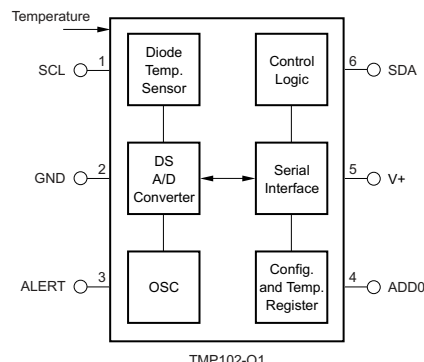 Temperature
Diode
Temp.
Sensor
Control
Logic
SCL
1
6
SDA
DS
A/D
Converter
Serial
Interface
GND
2
5
V+
OSC
Config.
and Temp.
Register
ALERT
3
4
ADD0
TMP102-Q1